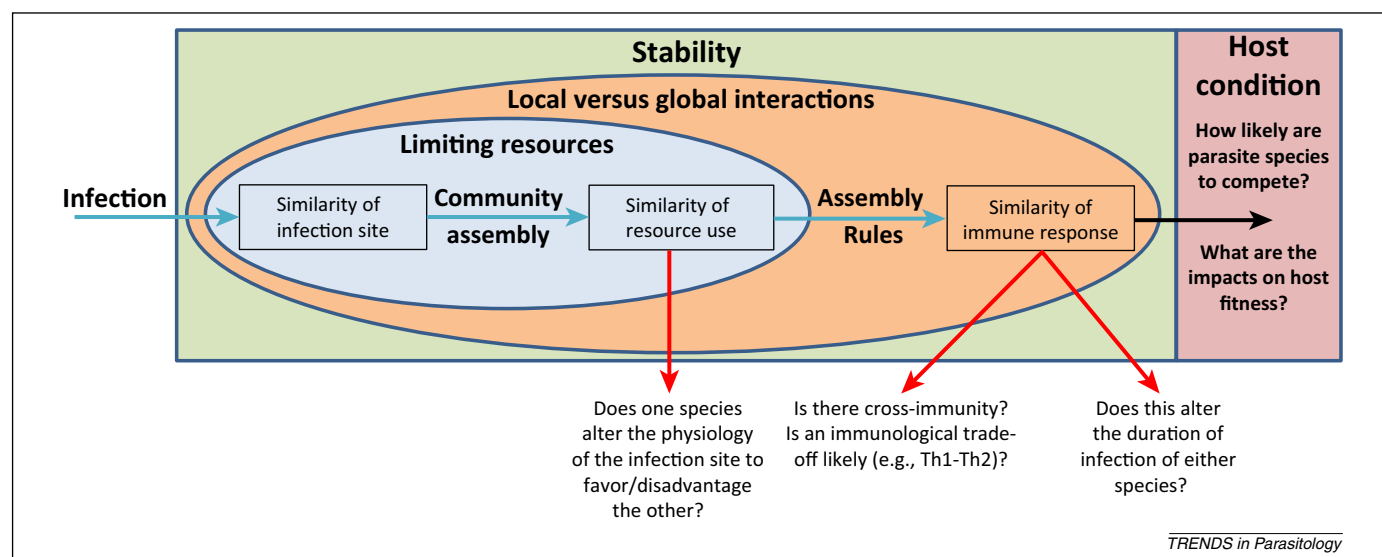 Stability
Host
condition
Local versus global interactions
Limiting resources
Infection
Similarity of
infection site
Community
assembly
Similarity of
resource use
Assembly
Rules
Similarity of
immune response
How likely are
parasite species
to compete?
What are the
impacts on host
fitness?
Does one species
alter the physiology
of the infection site to
favor/disadvantage
the other?
Is there cross-immunity?
Is an immunological trade-
off likely (e.g., Th1-Th2)?
Does this alter
the duration of
infection of either
species?
TRENDS in Parasitology